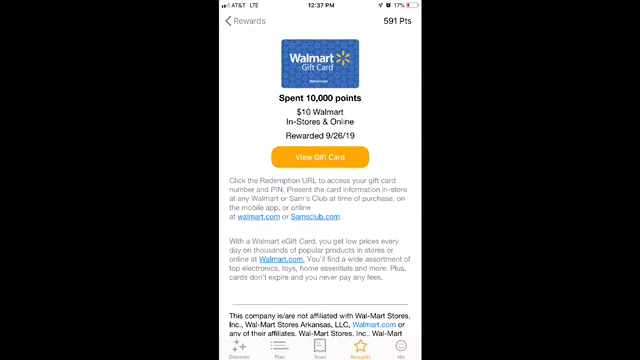 AT&T LTE 12:37 PM 17%
Rewards 591 Pts
Walmart
Gift Card
Walmart.com
Spent 10,000 points
$10 Walmart
In-Stores & Online
Rewarded 9/26/19
View Gift Card
Click the Redemption URL to access your gift card
number and PIN. Present the card information in-store
at any Walmart or Sam's Club at time of purchase, on
the mobile app, or online
at walmart.com or Samsclub.com.
With a Walmart eGift Card, you get low prices every
day on thousands of popular products in stores or
online at Walmart.com. You'll find a wide assortment of
top electronics, toys, home essentials and more. Plus,
cards don't expire and you never pay any fees.
This company is/are not affiliated with Wal-Mart Stores,
Inc., Wal-Mart Stores Arkansas, LLC, Walmart.com or
any of their affiliates. Wal-Mart Stores, Inc., Wal-Mart
Discover Plan Scan Rewards Me